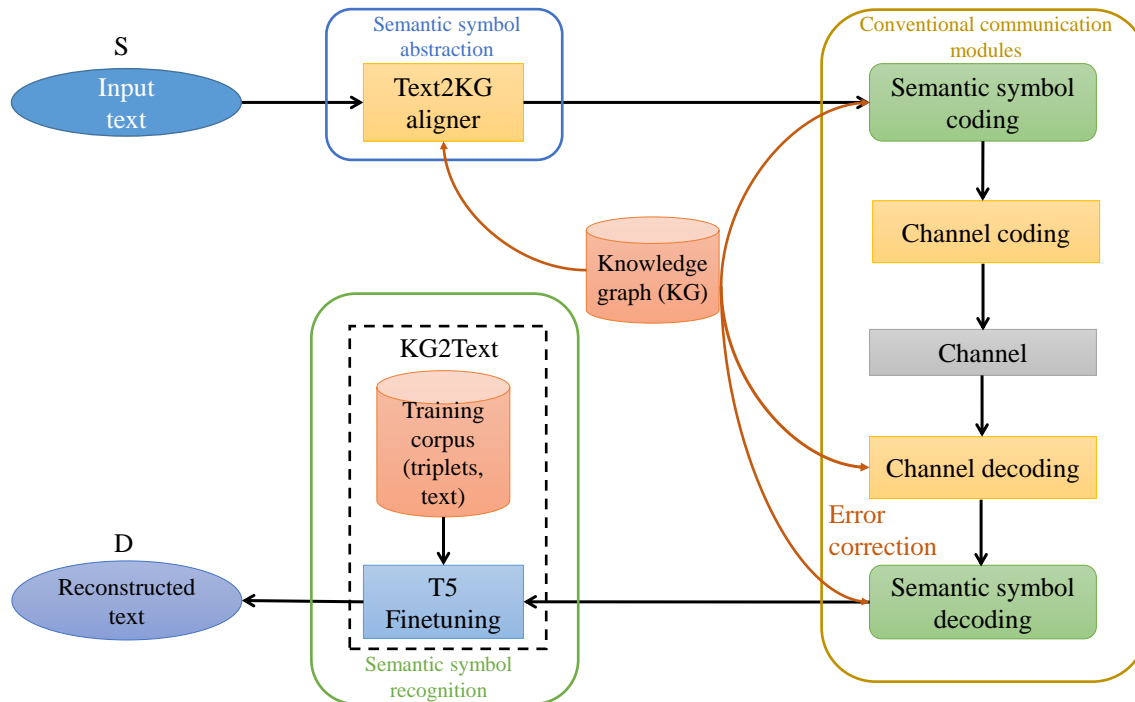 S
Input
text
Semantic symbol
abstraction
Text2KG
aligner
Conventional communication
modules
Semantic symbol
coding
Channel coding
Knowledge
graph (KG)
Channel
KG2Text
Training
corpus
(triplets,
text)
Channel decoding
Error
correction
D
Reconstructed
text
T5
Finetuning
Semantic symbol
decoding
Semantic symbol
recognition